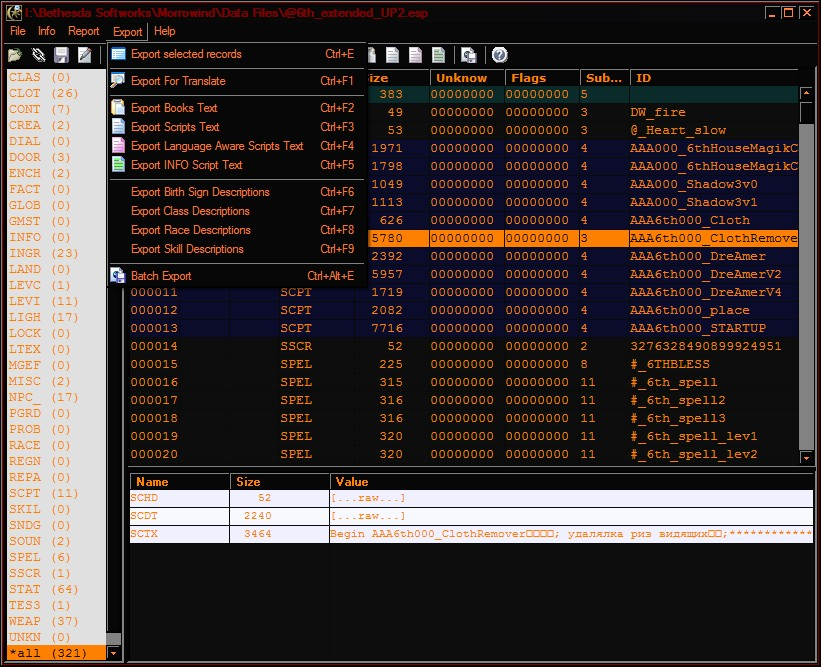 I:\Bethesda Softworks\Morrowind\Data Files\@6th_extended_UP2.esp
File Info Report Export Help
Export selected records Ctrl+E
Export For Translate Ctrl+F1
Export Books Text Ctrl+F2
Export Scripts Text Ctrl+F3
Export Language Aware Scripts Text Ctrl+F4
Export INFO Script Text Ctrl+F5
Export Birth Sign Descriptions Ctrl+F6
Export Class Descriptions Ctrl+F7
Export Race Descriptions Ctrl+F8
Export Skill Descriptions Ctrl+F9
Batch Export Ctrl+Alt+E
CLAS (0)
CLOT (26)
CONT (7)
CREA (2)
DIAL (0)
DOOR (3)
ENCH (2)
FACT (0)
GLOB (0)
GMST (0)
INFO (0)
INGR (23)
LAND (0)
LEVC (1)
LEVI (11)
LIGH (17)
LOCK (0)
LTEX (0)
MGEF (0)
MISC (2)
NPC_ (17)
PGRD (0)
PROB (0)
RACE (0)
REGN (0)
REPA (0)
SCPT (11)
SKIL (0)
SNDG (0)
SOUN (2)
SPEL (6)
SSCR (1)
STAT (64)
TES3 (1)
WEAP (37)
UNKN (0)
*all (321)
Size Unknow Flags Sub... ID
383 00000000 00000000 5
49 00000000 00000000 3 DW_fire
53 00000000 00000000 3 @_Heart_slow
1971 00000000 00000000 4 AAA000_6thHouseMagikC
1798 00000000 00000000 4 AAA000_6thHouseMagikC
1049 00000000 00000000 4 AAA000_Shadow3v0
1113 00000000 00000000 4 AAA000_Shadow3v1
626 00000000 00000000 4 AAA6th000_Cloth
5780 00000000 00000000 3 AAA6th000_ClothRemove
2392 00000000 00000000 4 AAA6th000_DreAmer
5957 00000000 00000000 4 AAA6th000_DreAmerV2
000011 SCPT 1719 00000000 00000000 4 AAA6th000_DreAmerV4
000012 SCPT 2082 00000000 00000000 4 AAA6th000_place
000013 SCPT 7716 00000000 00000000 4 AAA6th000_STARTUP
000014 SSCR 52 00000000 00000000 2 3276328490899924951
000015 SPEL 225 00000000 00000000 8 #_6THBLESS
000016 SPEL 315 00000000 00000000 11 #_6th_spell
000017 SPEL 316 00000000 00000000 11 #_6th_spell2
000018 SPEL 316 00000000 00000000 11 #_6th_spell3
000019 SPEL 320 00000000 00000000 11 #_6th_spell_lev1
000020 SPEL 320 00000000 00000000 11 #_6th_spell_lev2
Name Size Value
SCHD 52 [...raw...]
SCDT 2240 [...raw...]
SCTX 3464 Begin AAA6th000_ClothRemover□□□□; удалялка риз видящих□□;************